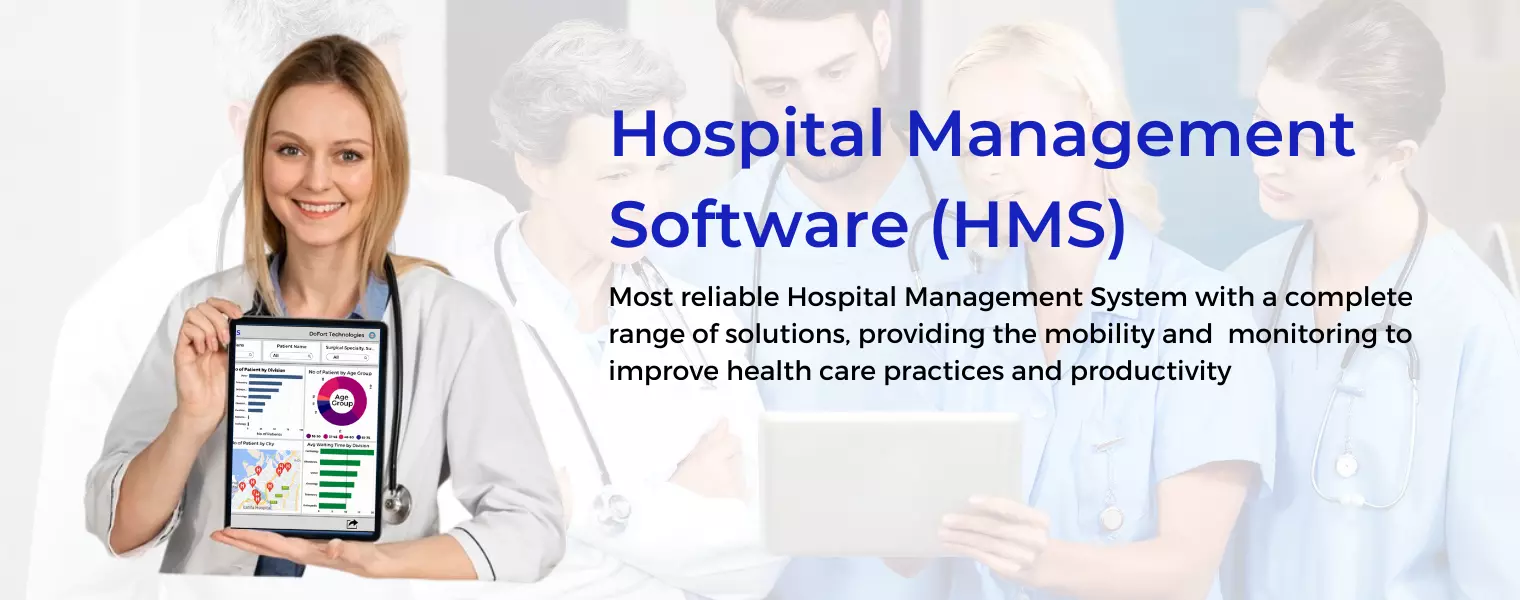 Hospital Management
Software (HMS)
Most reliable Hospital Management System with a complete
range of solutions, providing the mobility and  monitoring to
improve health care practices and productivity
S
DoFort Technologies
Patient Name
Surgical Specialty, Su..
All
All
o of Patient by Division
No of Patient by Age Group
Age
Group
No of Patients
o of Patient by City
Avg Waiting Time by Division